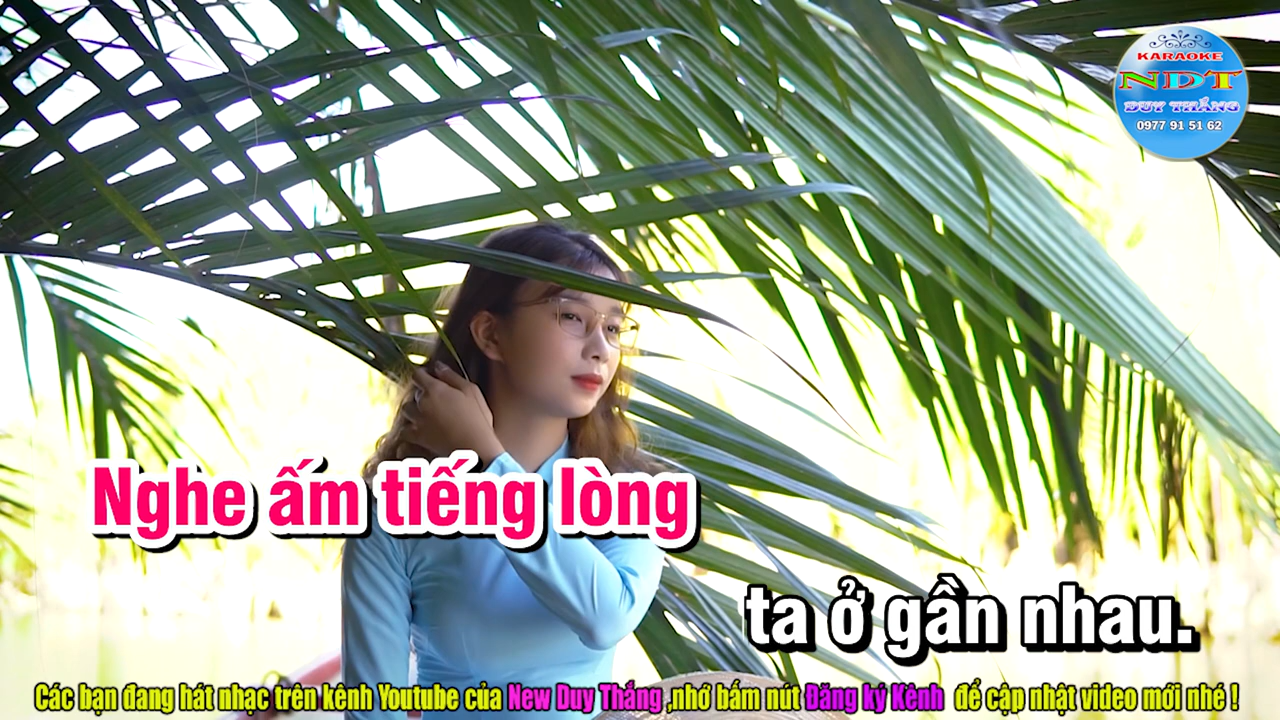 KARAOKE
NDT
DUY THẮNG
0977 91 51 62
Nghe ấm tiếng lòng
ta ở gần nhau.
Các bạn đang hát nhạc trên kênh Youtube của New Duy Thắng ,nhớ bấm nút Đăng ký Kênh để cập nhật video mới nhé !